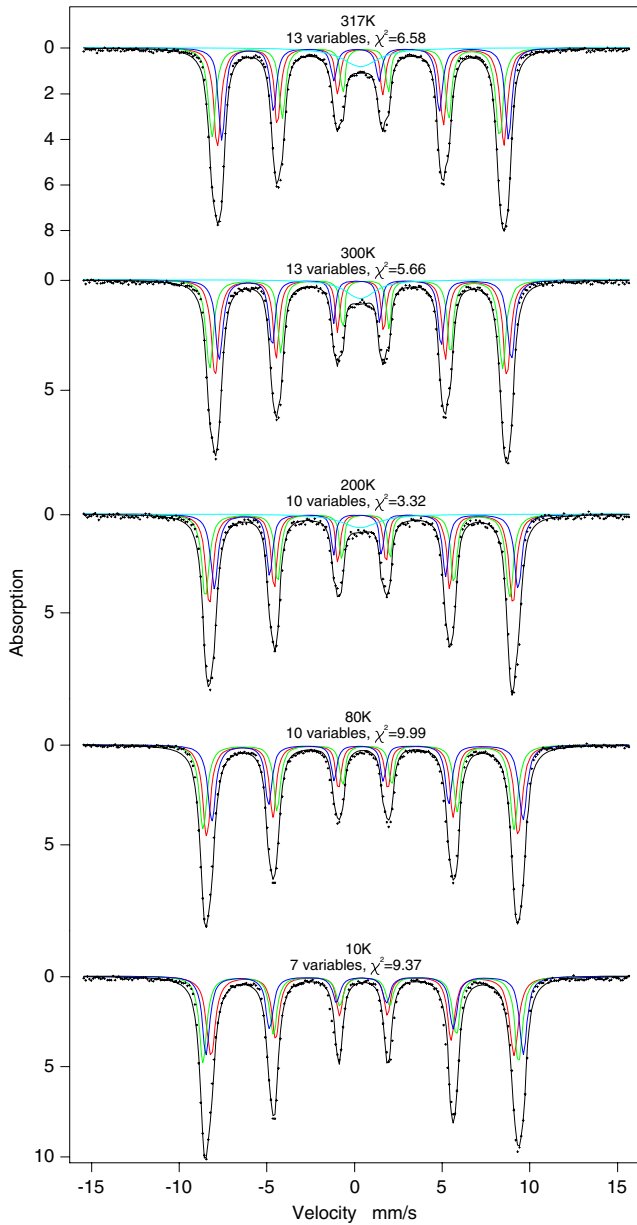 317K
13 variables, χ²=6.58
0
2
4
6
8
300K
13 variables, χ²=5.66
0
5
200K
10 variables, χ²=3.32
0
5
Absorption
80K
10 variables, χ²=9.99
0
5
10K
7 variables, χ²=9.37
0
5
10
-15 -10 -5 0 5 10 15
Velocity mm/s